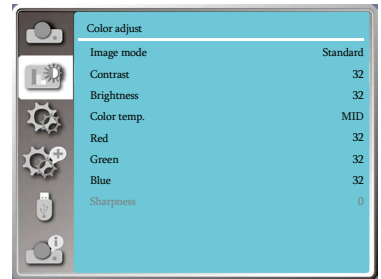 Color adjust
Image mode Standard
Contrast 32
Brightness 32
Color temp. MID
Red 32
Green 32
Blue 32
Sharpness 0